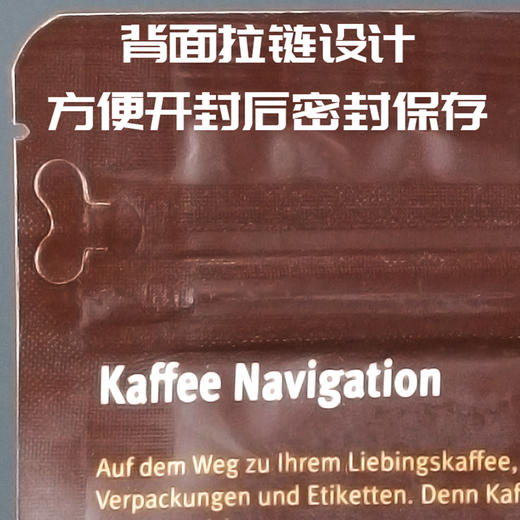 背面拉链设计
方便开封后密封保存
Kaffee Navigation
Auf dem Weg zu Ihrem Liebingskaffee,
Verpackungen und Etiketten. Denn Kaf